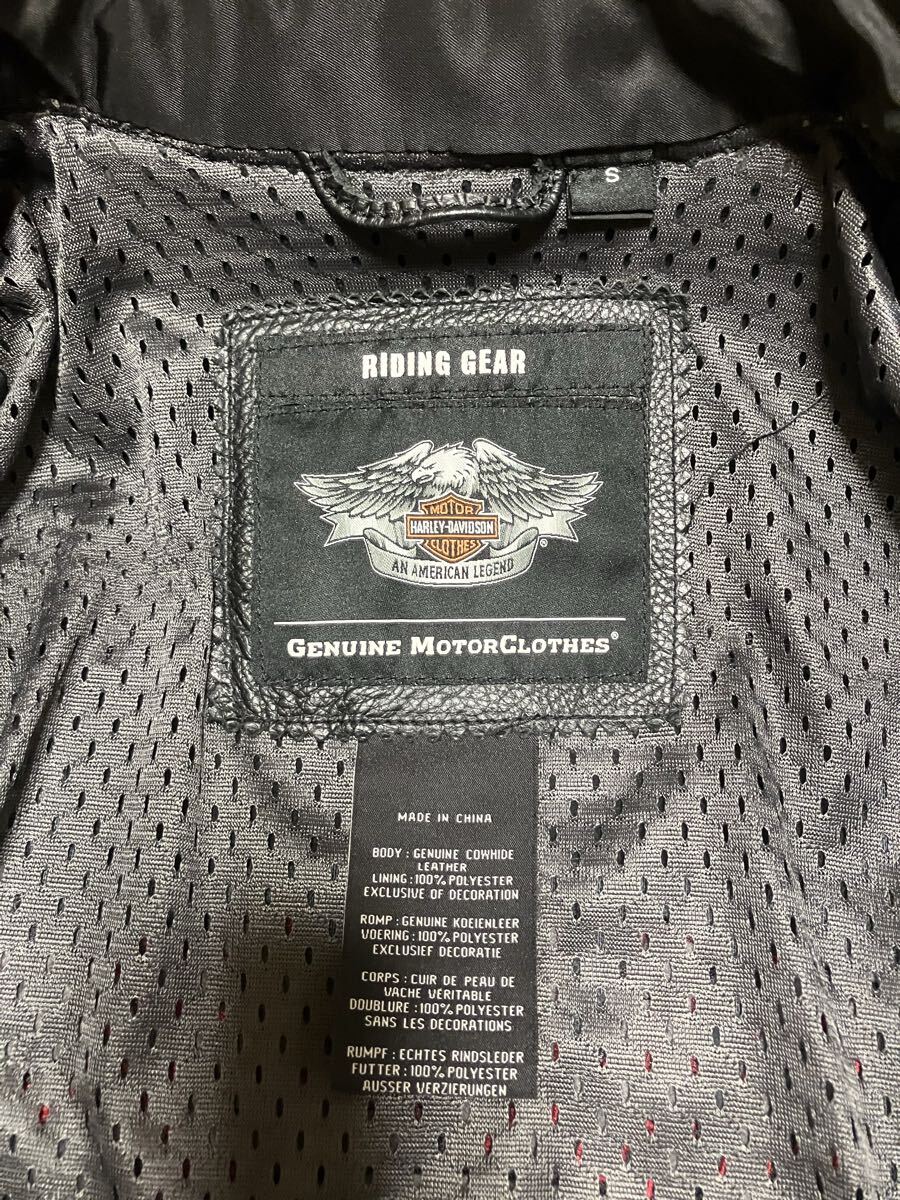 S
RIDING GEAR
MOTOR
HARLEY-DAVIDSON
CLOTHES
®
AN AMERICAN LEGEND
GENUINE MOTORCLOTHES®
MADE IN CHINA
BODY : GENUINE COWHIDE
LEATHER
LINING : 100% POLYESTER
EXCLUSIVE OF DECORATION
ROMP : GENUINE KOEIENLEER
VOERING : 100% POLYESTER
EXCLUSIEF DECORATIE
CORPS : CUIR DE PEAU DE
VACHE VERITABLE
DOUBLURE : 100% POLYESTER
SANS LES DECORATIONS
RUMPF : ECHTES RINDSLEDER
FUTTER : 100% POLYESTER
AUSSER VERZIERUNGEN